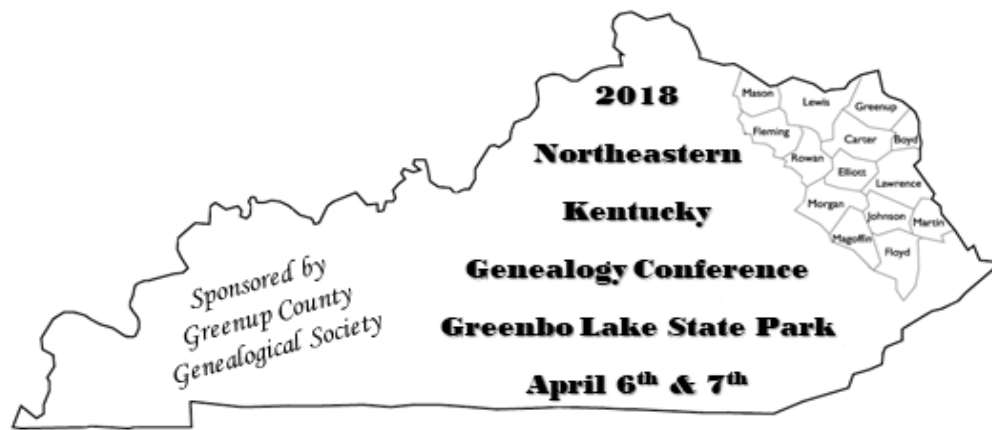 2018
Northeastern
Kentucky
Genealogy Conference
Greenbo Lake State Park
April 6th & 7th
Sponsored by
Greenup County
Genealogical Society
Mason
Lewis
Greenup
Fleming
Carter
Boyd
Rowan
Elliott
Lawrence
Morgan
Johnson
Martin
Magoffin
Floyd